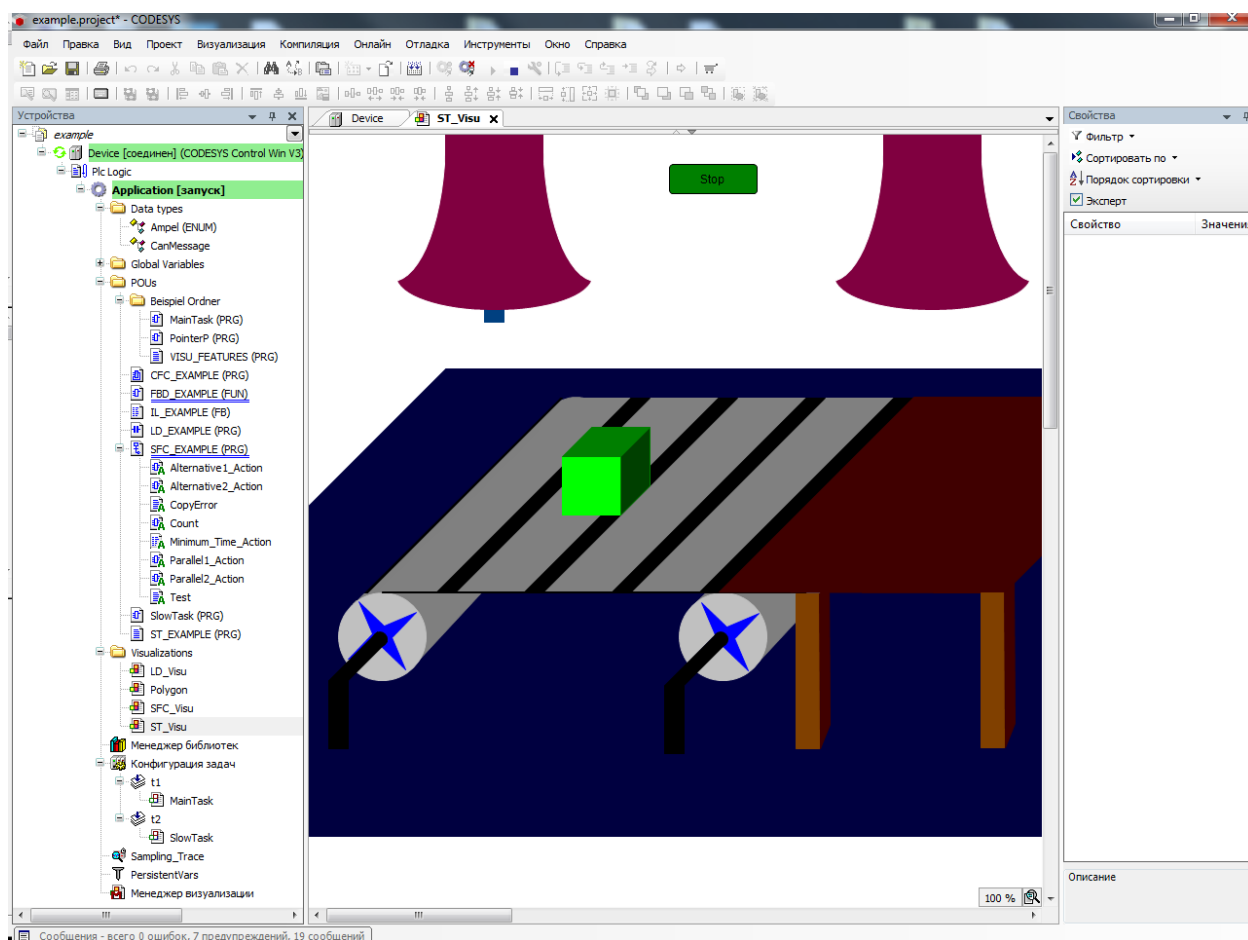 example.project* - CODESYS
Файл Правка Вид Проект Визуализация Компиляция Онлайн Отладка Инструменты Окно Справка
Устройства
Device
ST_Visu
Свойства
example
Device [соединен] (CODESYS Control Win V3)
Plc Logic
Application [запуск]
Data types
Ampel (ENUM)
CanMessage
Global Variables
POUs
Beispiel Ordner
MainTask (PRG)
PointerP (PRG)
VISU_FEATURES (PRG)
CFC_EXAMPLE (PRG)
FBD_EXAMPLE (FUN)
IL_EXAMPLE (FB)
LD_EXAMPLE (PRG)
SFC_EXAMPLE (PRG)
Alternative1_Action
Alternative2_Action
CopyError
Count
Minimum_Time_Action
Parallel1_Action
Parallel2_Action
Test
SlowTask (PRG)
ST_EXAMPLE (PRG)
Visualizations
LD_Visu
Polygon
SFC_Visu
ST_Visu
Менеджер библиотек
Конфигурация задач
t1
MainTask
t2
SlowTask
Sampling_Trace
PersistentVars
Менеджер визуализации
Stop
100 %
Фильтр
Сортировать по
Порядок сортировки
Эксперт
Свойство Значени
Описание
Сообщения - всего 0 ошибок, 7 предупреждений, 19 сообщений